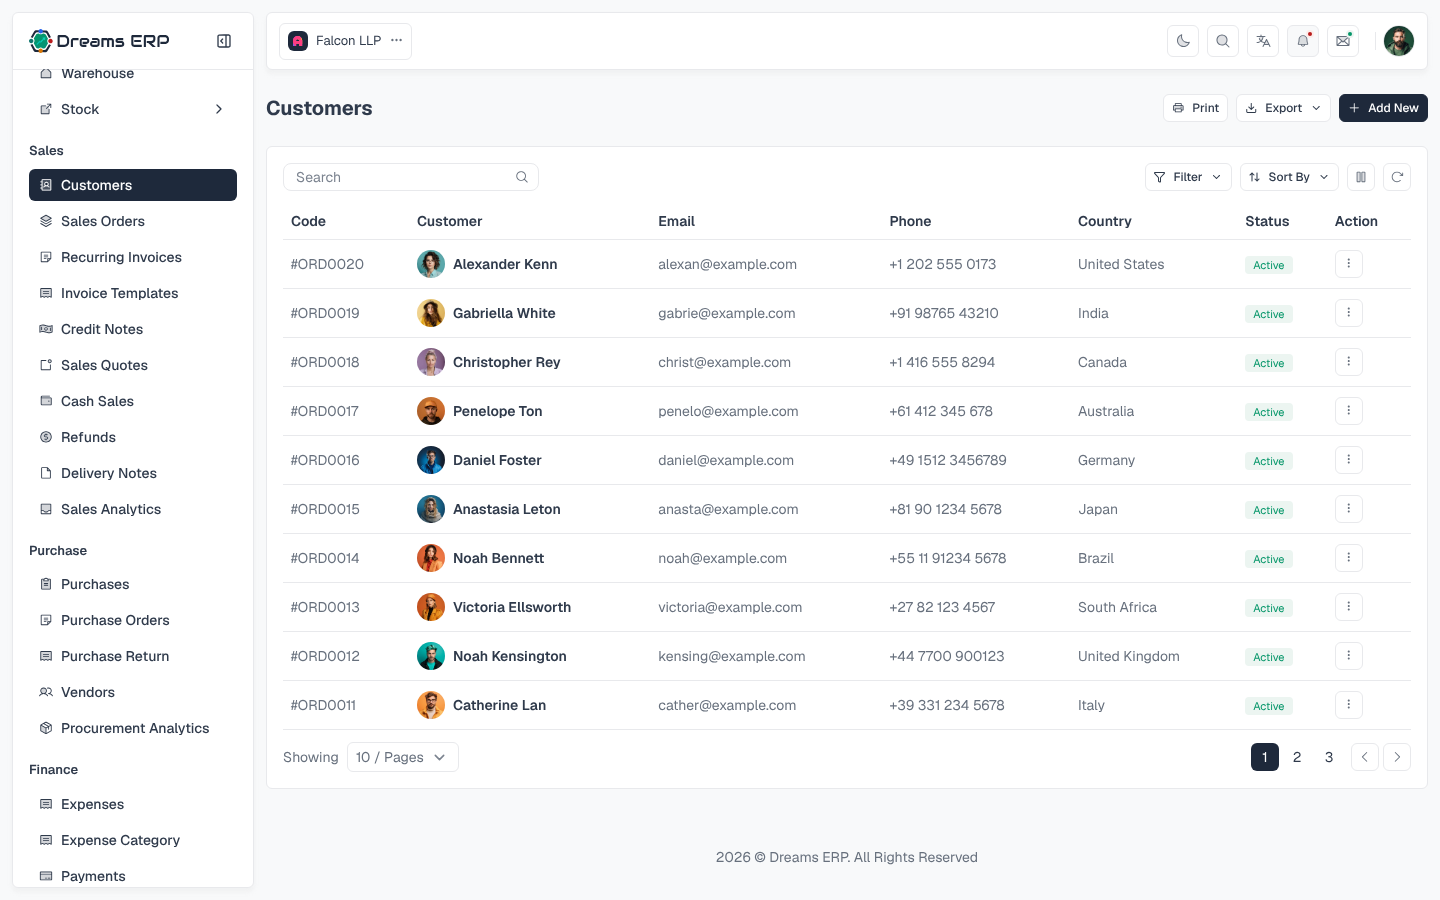 Dreams ERP
Warehouse
Stock
Sales
Customers
Sales Orders
Recurring Invoices
Invoice Templates
Credit Notes
Sales Quotes
Cash Sales
Refunds
Delivery Notes
Sales Analytics
Purchase
Purchases
Purchase Orders
Purchase Return
Vendors
Procurement Analytics
Finance
Expenses
Expense Category
Payments
Falcon LLP
Customers
Print Export Add New
Search
Filter Sort By
Code Customer Email Phone Country Status Action
#ORD0020 Alexander Kenn alexan@example.com +1 202 555 0173 United States Active
#ORD0019 Gabriella White gabrie@example.com +91 98765 43210 India Active
#ORD0018 Christopher Rey christ@example.com +1 416 555 8294 Canada Active
#ORD0017 Penelope Ton penelo@example.com +61 412 345 678 Australia Active
#ORD0016 Daniel Foster daniel@example.com +49 1512 3456789 Germany Active
#ORD0015 Anastasia Leton anasta@example.com +81 90 1234 5678 Japan Active
#ORD0014 Noah Bennett noah@example.com +55 11 91234 5678 Brazil Active
#ORD0013 Victoria Ellsworth victoria@example.com +27 82 123 4567 South Africa Active
#ORD0012 Noah Kensington kensing@example.com +44 7700 900123 United Kingdom Active
#ORD0011 Catherine Lan cather@example.com +39 331 234 5678 Italy Active
Showing 10 / Pages 1 2 3
2026 © Dreams ERP. All Rights Reserved